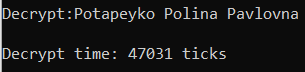 Decrypt:Potapeyko Polina Pavlovna
Decrypt time: 47031 ticks